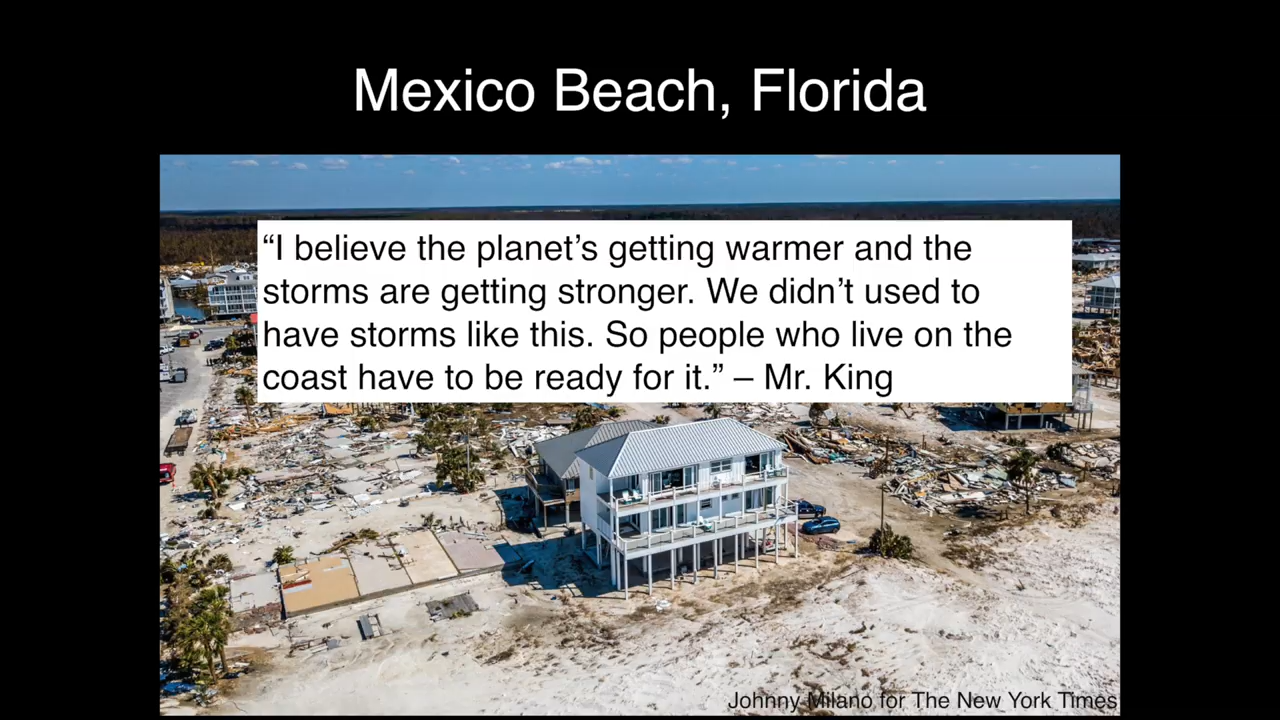 Mexico Beach, Florida
“I believe the planet’s getting warmer and the
storms are getting stronger. We didn’t used to
have storms like this. So people who live on the
coast have to be ready for it.” – Mr. King
Johnny Milano for The New York Times